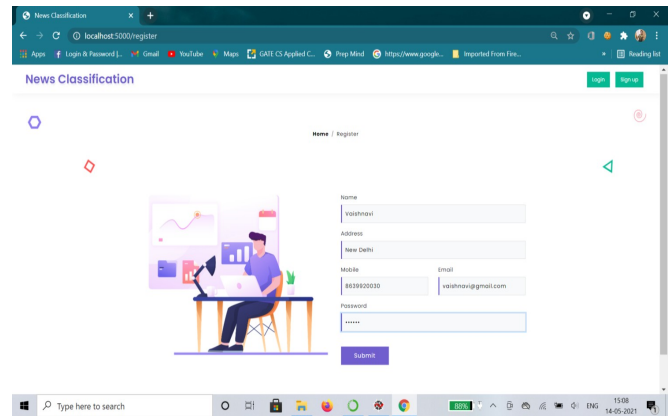 News Classification
localhost:5000/register
Apps Login & Password |... Gmail YouTube Maps GATE CS Applied C... Prep Mind https://www.google... Imported From Fire... » Reading list
News Classification
Login Sign up
Home / Register
Name
Vaishnavi
Address
New Delhi
Mobile Email
8639920030 vaishnavi@gmail.com
Password
••••••
Submit
Type here to search
88% ENG 15:08
14-05-2021